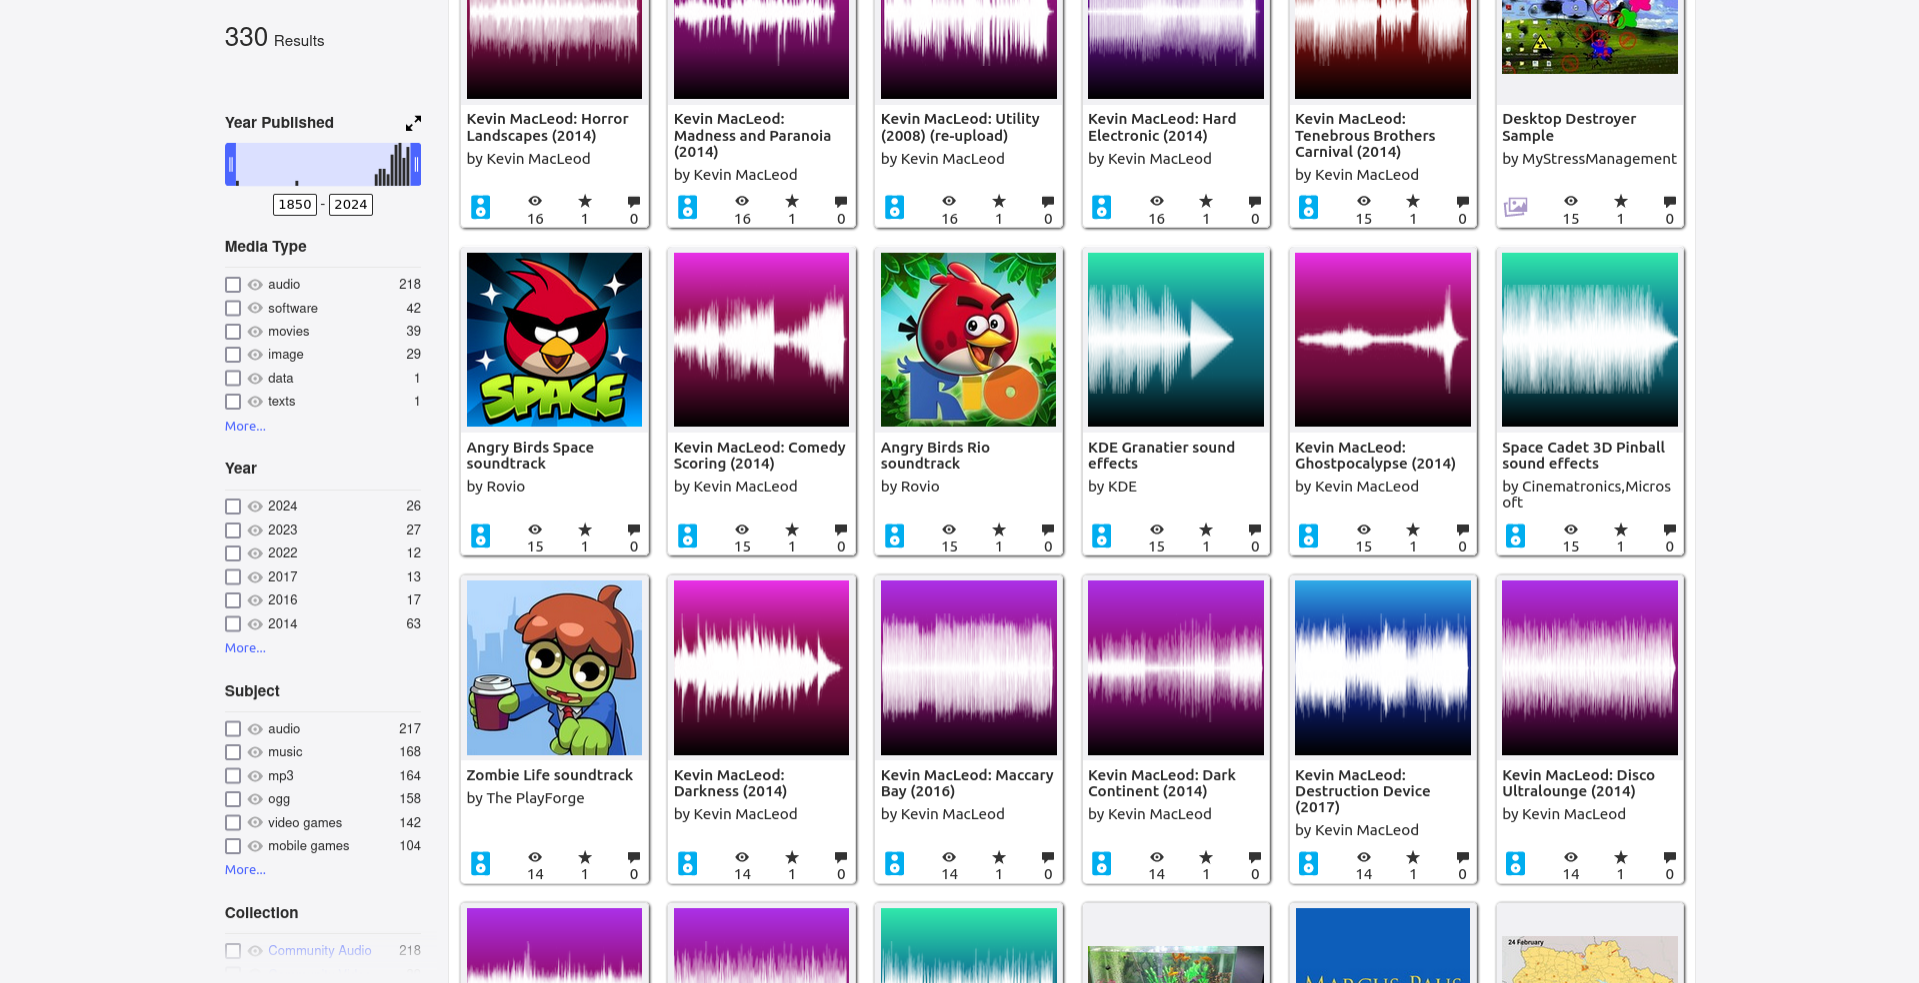 330 Results
Year Published
1850 - 2024
Media Type
audio 218
software 42
movies 39
image 29
data 1
texts 1
More...
Year
2024 26
2023 27
2022 12
2017 13
2016 17
2014 63
More...
Subject
audio 217
music 168
mp3 164
ogg 158
video games 142
mobile games 104
More...
Collection
Community Audio 218
Kevin MacLeod: Horror
Landscapes (2014)
by Kevin MacLeod
16 1 0
Kevin MacLeod:
Madness and Paranoia
(2014)
by Kevin MacLeod
16 1 0
Kevin MacLeod: Utility
(2008) (re-upload)
by Kevin MacLeod
16 1 0
Kevin MacLeod: Hard
Electronic (2014)
by Kevin MacLeod
16 1 0
Kevin MacLeod:
Tenebrous Brothers
Carnival (2014)
by Kevin MacLeod
15 1 0
Desktop Destroyer
Sample
by MyStressManagement
15 1 0
SPACE
Angry Birds Space
soundtrack
by Rovio
15 1 0
Kevin MacLeod: Comedy
Scoring (2014)
by Kevin MacLeod
15 1 0
RIO
Angry Birds Rio
soundtrack
by Rovio
15 1 0
KDE Granatier sound
effects
by KDE
15 1 0
Kevin MacLeod:
Ghostpocalypse (2014)
by Kevin MacLeod
15 1 0
Space Cadet 3D Pinball
sound effects
by Cinematronics,Micros
oft
15 1 0
Zombie Life soundtrack
by The PlayForge
14 1 0
Kevin MacLeod:
Darkness (2014)
by Kevin MacLeod
14 1 0
Kevin MacLeod: Maccary
Bay (2016)
by Kevin MacLeod
14 1 0
Kevin MacLeod: Dark
Continent (2014)
by Kevin MacLeod
14 1 0
Kevin MacLeod:
Destruction Device
(2017)
by Kevin MacLeod
14 1 0
Kevin MacLeod: Disco
Ultralounge (2014)
by Kevin MacLeod
14 1 0
MARCUS PAUS
24 February